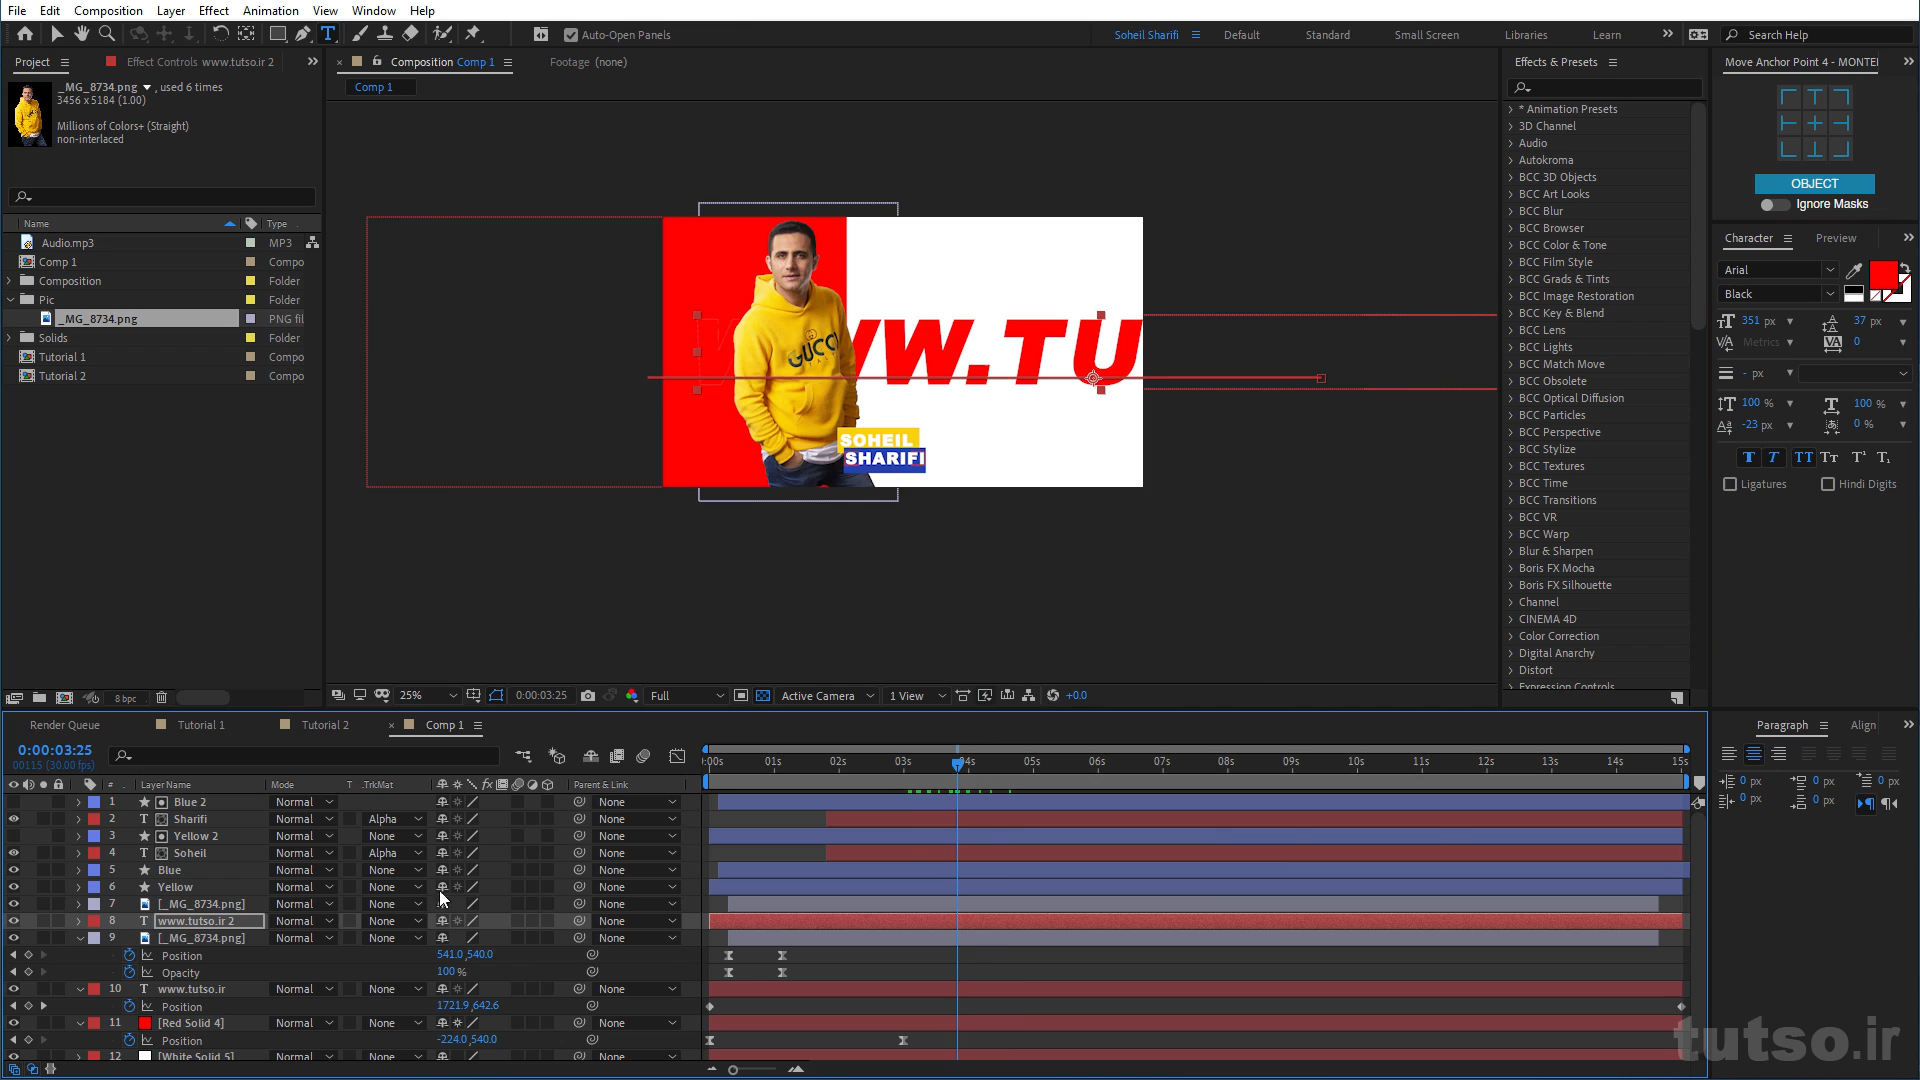 File Edit Composition Layer Effect Animation View Window Help
Auto-Open Panels
Soheil Sharifi Default Standard Small Screen Libraries Learn Search Help
Project Effect Controls www.tutso.ir 2
Composition Comp 1 Footage (none)
Effects & Presets
Move Anchor Point 4 - MONTEI
_MG_8734.png , used 6 times
3456 x 5184 (1.00)
Millions of Colors+ (Straight)
non-interlaced
Comp 1
Name Type
Audio.mp3 MP3
Comp 1 Compo
Composition Folder
Pic Folder
_MG_8734.png PNG fil
Solids Folder
Tutorial 1 Compo
Tutorial 2 Compo
8 bpc
WWW.TU
GUCCI
SOHEIL
SHARIFI
25% 0:00:03:25 Full Active Camera 1 View +0.0
* Animation Presets
3D Channel
Audio
Autokroma
BCC 3D Objects
BCC Art Looks
BCC Blur
BCC Browser
BCC Color & Tone
BCC Film Style
BCC Grads & Tints
BCC Image Restoration
BCC Key & Blend
BCC Lens
BCC Lights
BCC Match Move
BCC Obsolete
BCC Optical Diffusion
BCC Particles
BCC Perspective
BCC Stylize
BCC Textures
BCC Time
BCC Transitions
BCC VR
BCC Warp
Blur & Sharpen
Boris FX Mocha
Boris FX Silhouette
Channel
CINEMA 4D
Color Correction
Digital Anarchy
Distort
Expression Controls
OBJECT
Ignore Masks
Character Preview
Arial
Black
351 px 37 px
Metrics 0
- px
100 % 100 %
-23 px 0 %
T T TT Tт T¹ T₁
Ligatures Hindi Digits
Render Queue Tutorial 1 Tutorial 2 Comp 1
0:00:03:25
00115 (30.00 fps)
# Layer Name Mode T .TrkMat Parent & Link
:00s 01s 02s 03s 04s 05s 06s 07s 08s 09s 10s 11s 12s 13s 14s 15s
1 Blue 2 Normal None
2 Sharifi Normal Alpha None
3 Yellow 2 Normal None None
4 Soheil Normal Alpha None
5 Blue Normal None None
6 Yellow Normal None None
7 [_MG_8734.png] Normal None None
8 www.tutso.ir 2 Normal None None
9 [_MG_8734.png] Normal None None
Position 541.0,540.0
Opacity 100 %
10 www.tutso.ir Normal None None
Position 1721.9,642.6
11 [Red Solid 4] Normal None None
Position -224.0,540.0
12 [White Solid 5] Normal None None
Paragraph Align
0 px 0 px 0 px
0 px 0 px
tutso.ir